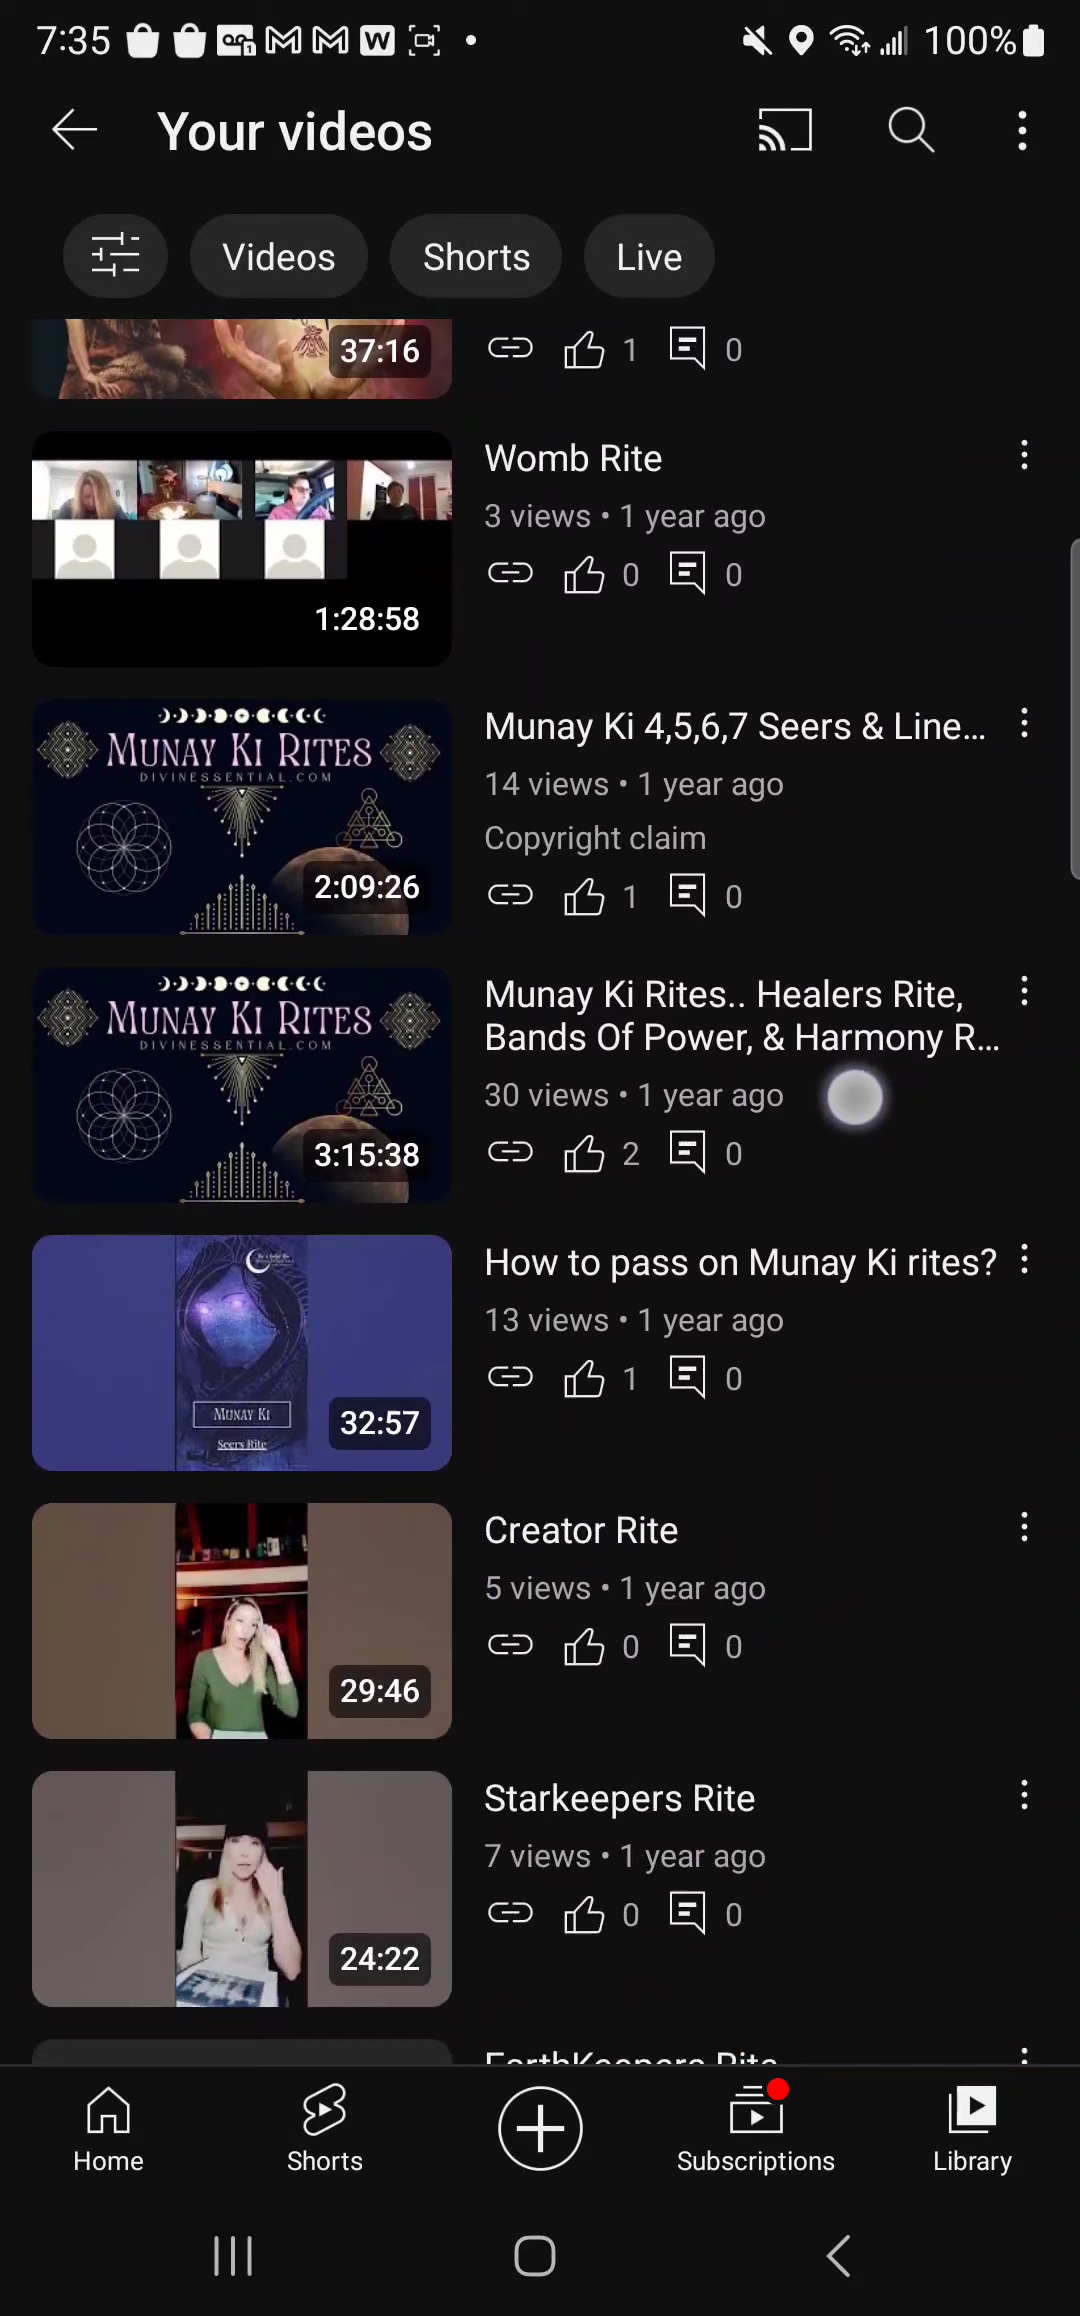 7:35
W
100%
Your videos
Videos
Shorts
Live
37:16
1
0
Womb Rite
3 views • 1 year ago
0
0
1:28:58
Munay Ki 4,5,6,7 Seers & Line...
14 views • 1 year ago
Copyright claim
1
0
MUNAY KI RITES
DIVINESSENTIAL.COM
2:09:26
Munay Ki Rites.. Healers Rite,
Bands Of Power, & Harmony R...
30 views • 1 year ago
2
0
MUNAY KI RITES
DIVINESSENTIAL.COM
3:15:38
How to pass on Munay Ki rites?
13 views • 1 year ago
1
0
MUNAY KI
Seers Rite
32:57
Creator Rite
5 views • 1 year ago
0
0
29:46
Starkeepers Rite
7 views • 1 year ago
0
0
24:22
EarthKeepers Rite
Home
Shorts
Subscriptions
Library